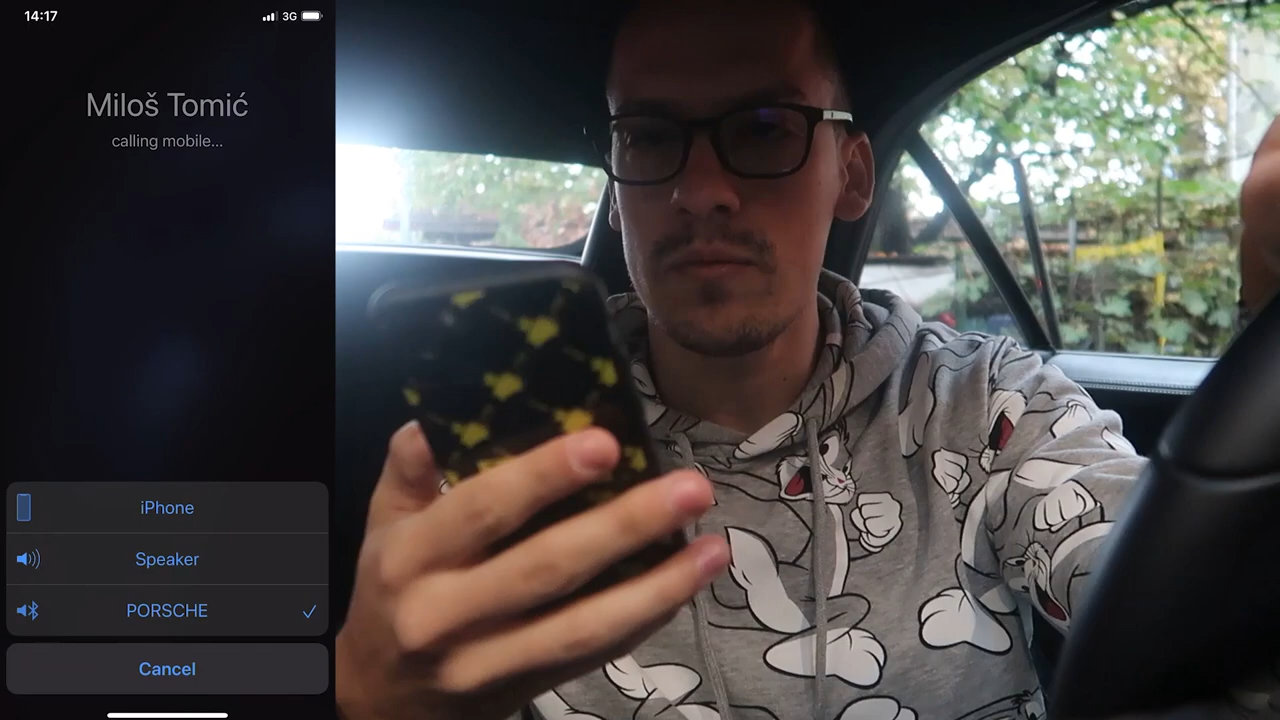 14:17
3G
Miloš Tomić
calling mobile...
iPhone
Speaker
PORSCHE
Cancel